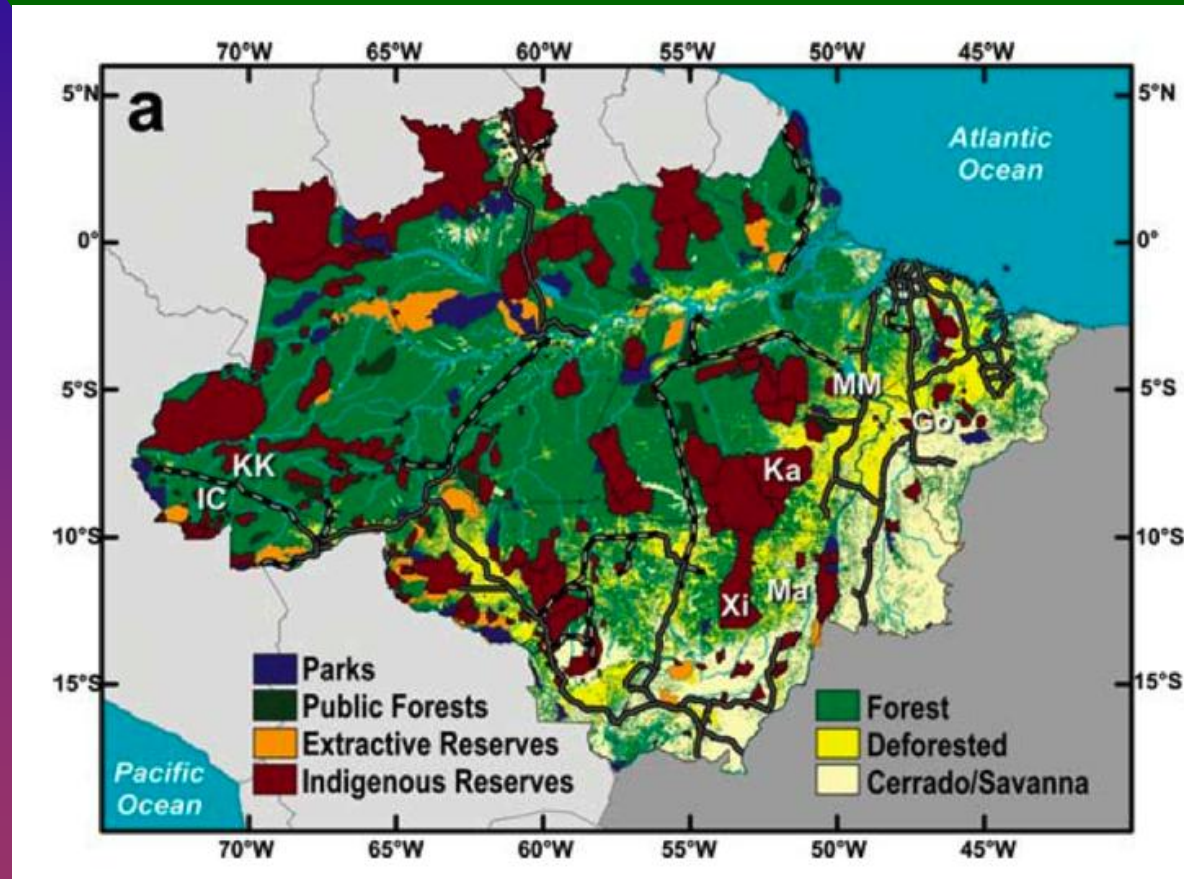 70°W 65°W 60°W 55°W 50°W 45°W
a
5°N 5°N
Atlantic
Ocean
0° 0°
5°S 5°S
MM
Go
KK
Ka
IC
10°S 10°S
Xi Ma
15°S 15°S
Parks
Public Forests
Extractive Reserves
Indigenous Reserves
Forest
Deforested
Cerrado/Savanna
Pacific
Ocean
70°W 65°W 60°W 55°W 50°W 45°W